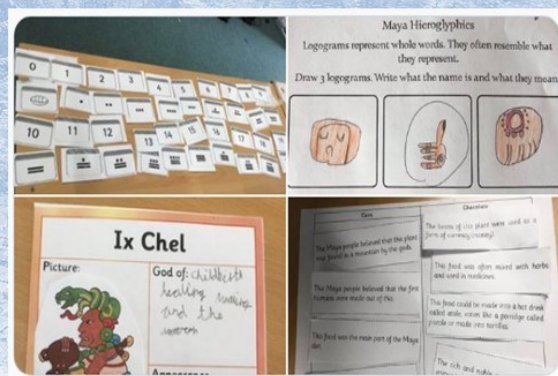 0 1 2 3 4 5 6 7 8 9
10 11 12 13 14 15 16 17 18 19
Maya Hieroglyphics
Logograms represent whole words. They often resemble what
they represent.
Draw 3 logograms. Write what the name is and what they mean
Ix Chel
Picture:
God of: childbirth
healing
and the
Appearance
Corn
The Maya people believed that this plant
was found in a mountain by the gods.
The Maya people believed that the first
humans were made out of this.
This food was the main part of the Maya
diet.
Chocolate
The beans of this plant were used as a
form of currency (money).
This food was often mixed with herbs
and used in medicines.
This food could be made into a hot drink
called atole, eaten like a porridge called
or made into tortillas.
The rich and noble